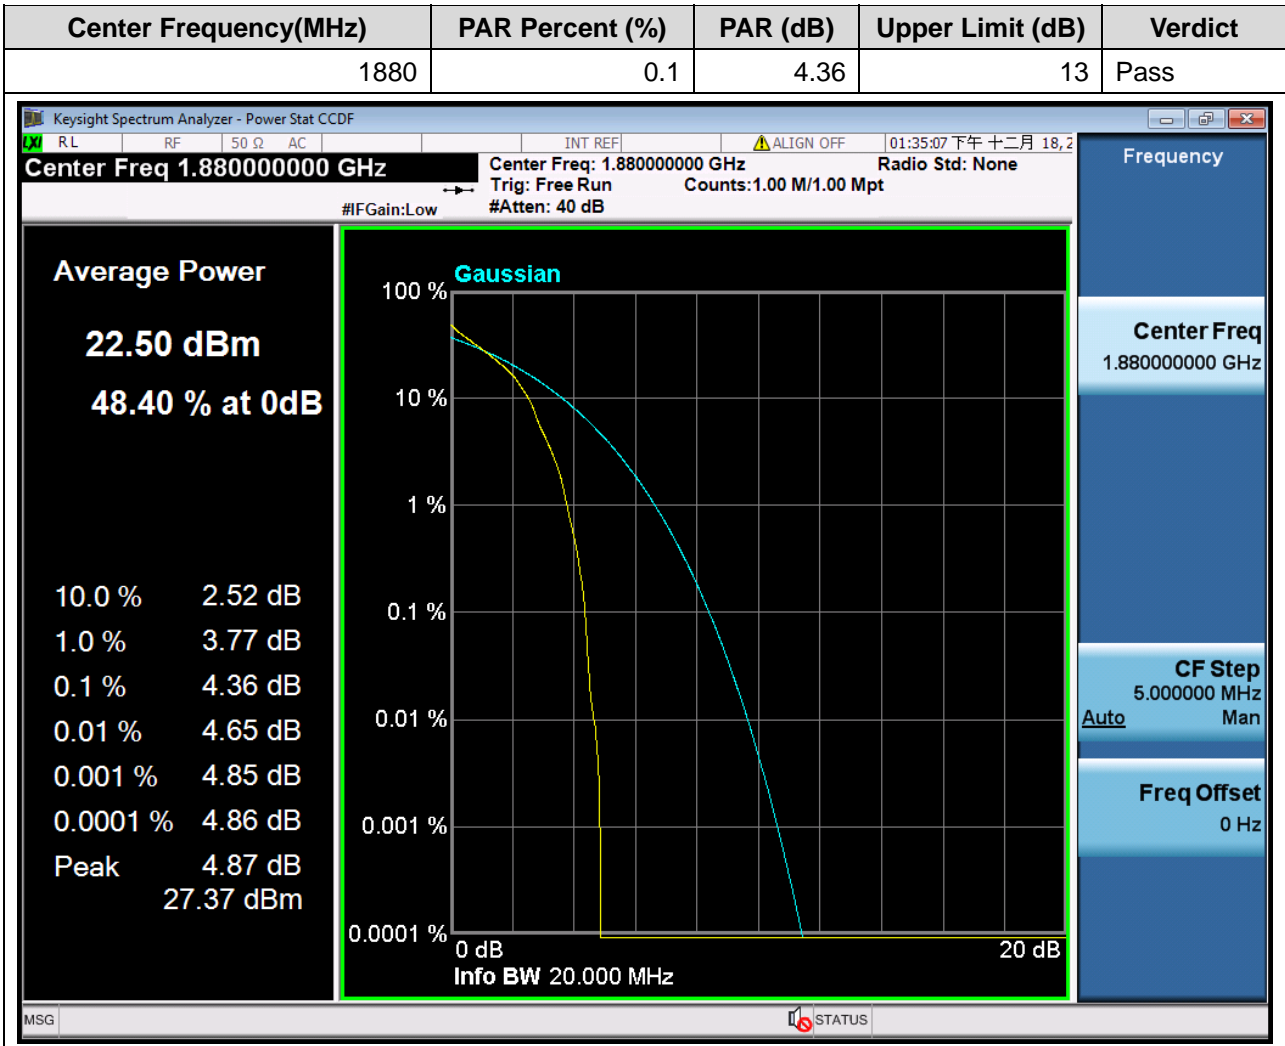 Center Frequency(MHz) PAR Percent (%) PAR (dB) Upper Limit (dB) Verdict
1880 0.1 4.36 13 Pass
Keysight Spectrum Analyzer - Power Stat CCDF
LXI RL RF 50 Ω AC INT REF ALIGN OFF 01:35:07 下午 十二月 18, 2
Center Freq 1.880000000 GHz
Center Freq: 1.880000000 GHz Radio Std: None
Trig: Free Run Counts:1.00 M/1.00 Mpt
#IFGain:Low #Atten: 40 dB
Average Power
22.50 dBm
48.40 % at 0dB
10.0 % 2.52 dB
1.0 % 3.77 dB
0.1 % 4.36 dB
0.01 % 4.65 dB
0.001 % 4.85 dB
0.0001 % 4.86 dB
Peak 4.87 dB
27.37 dBm
Gaussian
100 %
10 %
1 %
0.1 %
0.01 %
0.001 %
0.0001 %
0 dB 20 dB
Info BW 20.000 MHz
Frequency
Center Freq
1.880000000 GHz
CF Step
5.000000 MHz
Auto Man
Freq Offset
0 Hz
MSG STATUS